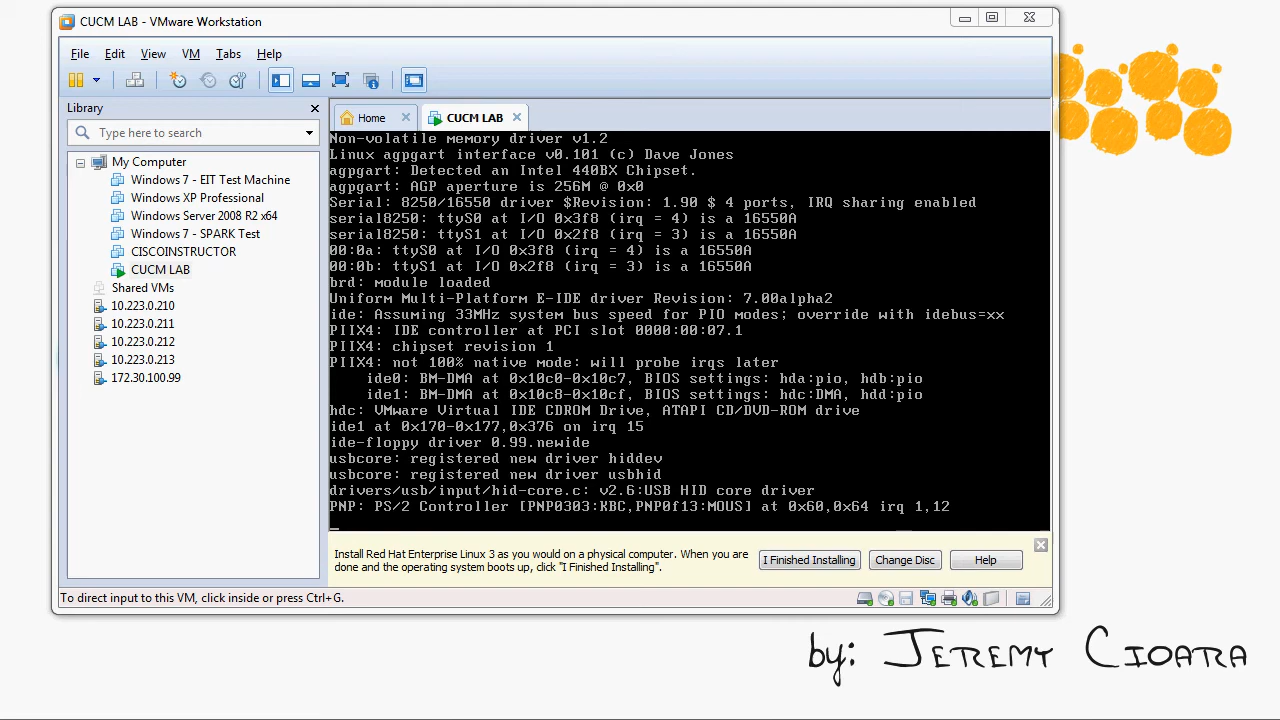 CUCM LAB - VMware Workstation
File Edit View VM Tabs Help
Library
Type here to search
My Computer
Windows 7 - EIT Test Machine
Windows XP Professional
Windows Server 2008 R2 x64
Windows 7 - SPARK Test
CISCOINSTRUCTOR
CUCM LAB
Shared VMs
10.223.0.210
10.223.0.211
10.223.0.212
10.223.0.213
172.30.100.99
Home
CUCM LAB
Non-volatile memory driver v1.2
Linux agpgart interface v0.101 (c) Dave Jones
agpgart: Detected an Intel 440BX Chipset.
agpgart: AGP aperture is 256M @ 0x0
Serial: 8250/16550 driver $Revision: 1.90 $ 4 ports, IRQ sharing enabled
serial8250: ttyS0 at I/O 0x3f8 (irq = 4) is a 16550A
serial8250: ttyS1 at I/O 0x2f8 (irq = 3) is a 16550A
00:0a: ttyS0 at I/O 0x3f8 (irq = 4) is a 16550A
00:0b: ttyS1 at I/O 0x2f8 (irq = 3) is a 16550A
brd: module loaded
Uniform Multi-Platform E-IDE driver Revision: 7.00alpha2
ide: Assuming 33MHz system bus speed for PIO modes; override with idebus=xx
PIIX4: IDE controller at PCI slot 0000:00:07.1
PIIX4: chipset revision 1
PIIX4: not 100% native mode: will probe irqs later
ide0: BM-DMA at 0x10c0-0x10c7, BIOS settings: hda:pio, hdb:pio
ide1: BM-DMA at 0x10c8-0x10cf, BIOS settings: hdc:DMA, hdd:pio
hdc: VMware Virtual IDE CDROM Drive, ATAPI CD/DVD-ROM drive
ide1 at 0x170-0x177,0x376 on irq 15
ide-floppy driver 0.99.newide
usbcore: registered new driver hiddev
usbcore: registered new driver usbhid
drivers/usb/input/hid-core.c: v2.6:USB HID core driver
PNP: PS/2 Controller [PNP0303:KBC,PNP0f13:MOUS] at 0x60,0x64 irq 1,12
Install Red Hat Enterprise Linux 3 as you would on a physical computer. When you are
done and the operating system boots up, click "I Finished Installing".
I Finished Installing
Change Disc
Help
To direct input to this VM, click inside or press Ctrl+G.
by: Jeremy Cioara